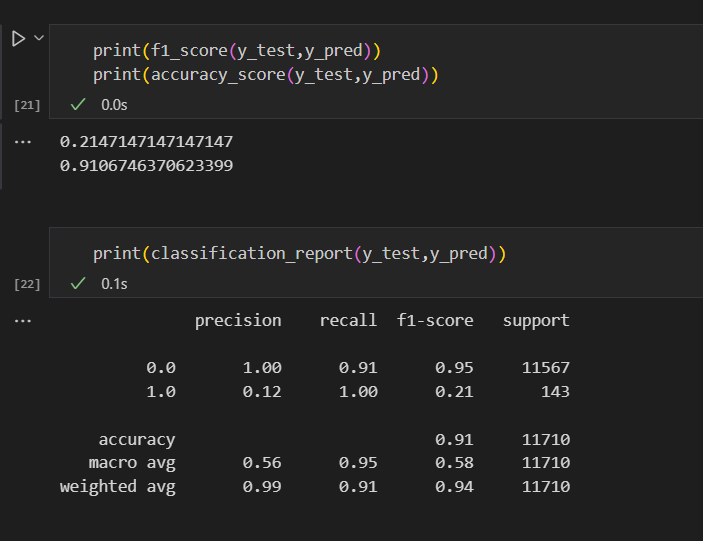 print(f1_score(y_test,y_pred))
print(accuracy_score(y_test,y_pred))
[21] ✓ 0.0s
... 0.2147147147147147
0.9106746370623399
print(classification_report(y_test,y_pred))
[22] ✓ 0.1s
... precision recall f1-score support
0.0 1.00 0.91 0.95 11567
1.0 0.12 1.00 0.21 143
accuracy 0.91 11710
macro avg 0.56 0.95 0.58 11710
weighted avg 0.99 0.91 0.94 11710